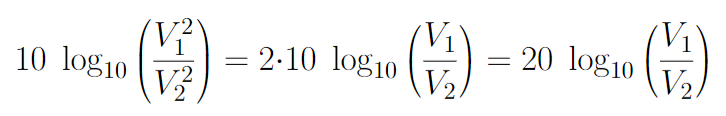 10 log₁₀ (V₁²/V₂²) = 2·10 log₁₀ (V₁/V₂) = 20 log₁₀ (V₁/V₂)